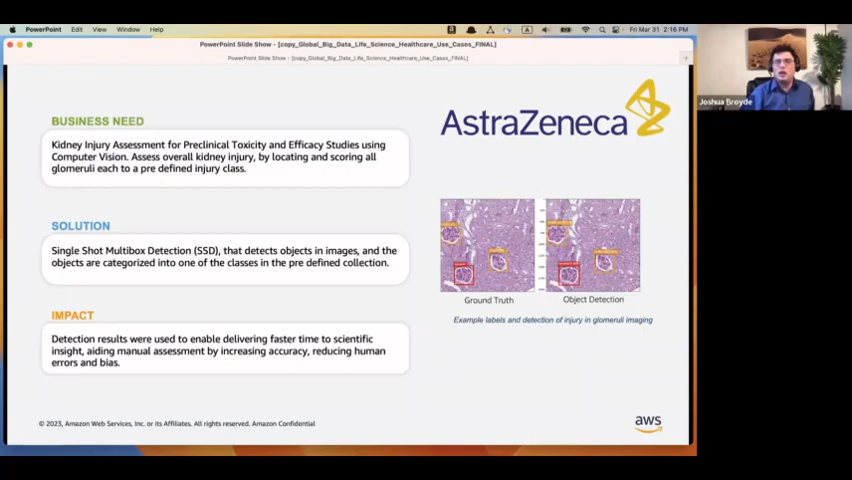 PowerPoint File Edit View Window Help
Fri Mar 31 2:16 PM
PowerPoint Slide Show - [copy_Global_Big_Data_Life_Science_Healthcare_Use_Cases_FINAL]
PowerPoint Slide Show - [copy_Global_Big_Data_Life_Science_Healthcare_Use_Cases_FINAL]
Joshua Broyde
BUSINESS NEED
Kidney Injury Assessment for Preclinical Toxicity and Efficacy Studies using
Computer Vision. Assess overall kidney injury, by locating and scoring all
glomeruli each to a pre defined injury class.
AstraZeneca
SOLUTION
Single Shot Multibox Detection (SSD), that detects objects in images, and the
objects are categorized into one of the classes in the pre defined collection.
Ground Truth
Object Detection
Example labels and detection of injury in glomeruli imaging
IMPACT
Detection results were used to enable delivering faster time to scientific
insight, aiding manual assessment by increasing accuracy, reducing human
errors and bias.
© 2023, Amazon Web Services, Inc. or its Affiliates. All rights reserved. Amazon Confidential
aws